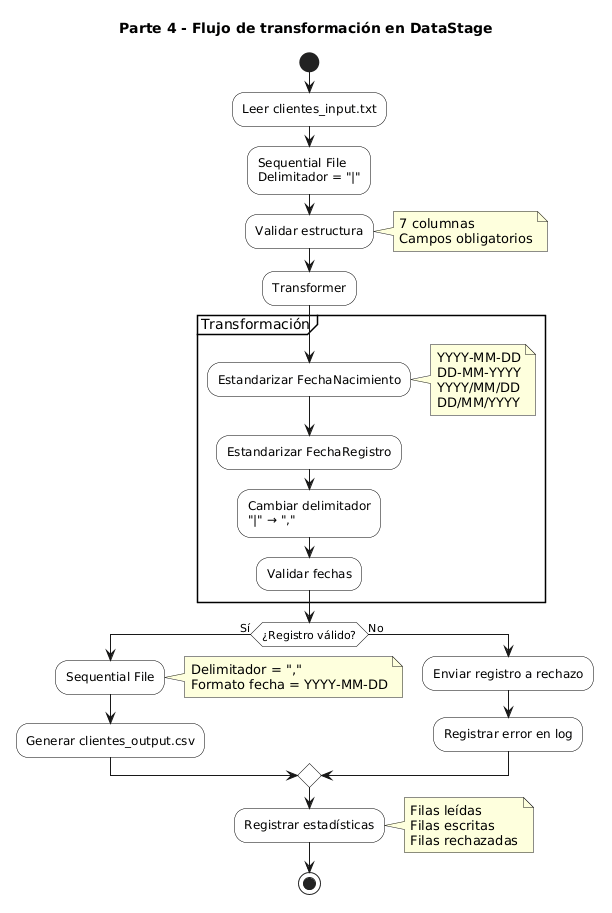 Parte 4 - Flujo de transformación en DataStage
Leer clientes_input.txt
Sequential File
Delimitador = "|"
Validar estructura
7 columnas
Campos obligatorios
Transformer
Transformación
Estandarizar FechaNacimiento
YYYY-MM-DD
DD-MM-YYYY
YYYY/MM/DD
DD/MM/YYYY
Estandarizar FechaRegistro
Cambiar delimitador
"|" → ","
Validar fechas
¿Registro válido?
Sí
No
Sequential File
Delimitador = ","
Formato fecha = YYYY-MM-DD
Generar clientes_output.csv
Enviar registro a rechazo
Registrar error en log
Registrar estadísticas
Filas leídas
Filas escritas
Filas rechazadas